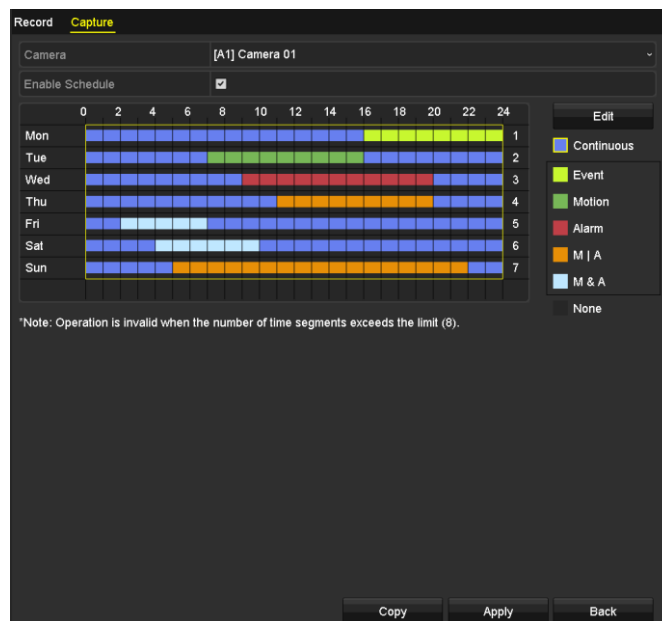 Record Capture
Camera [A1] Camera 01
Enable Schedule
0 2 4 6 8 10 12 14 16 18 20 22 24
Edit
Mon 1
Continuous
Tue 2
Wed 3
Event
Thu 4
Motion
Fri 5
Alarm
Sat 6
M | A
Sun 7
M & A
None
*Note: Operation is invalid when the number of time segments exceeds the limit (8).
Copy Apply Back